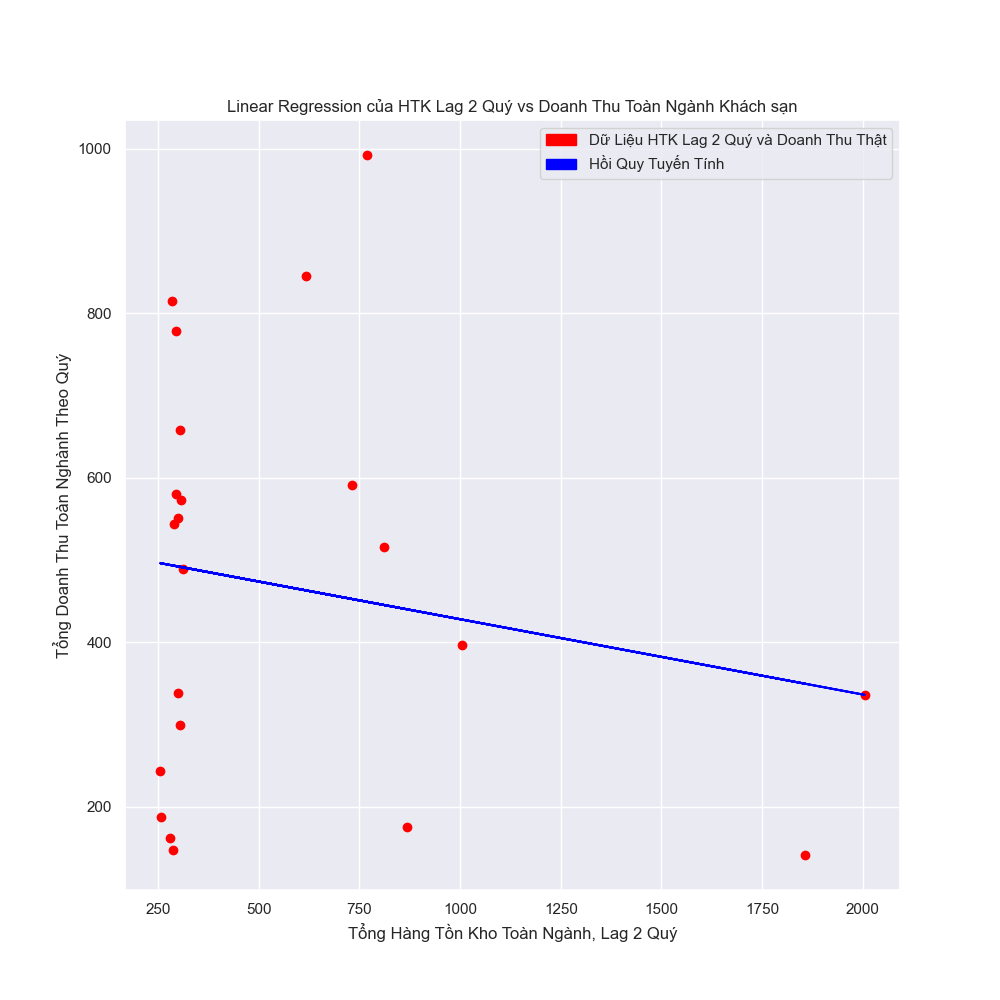 Linear Regression của HTK Lag 2 Quý vs Doanh Thu Toàn Ngành Khách sạn
Dữ Liệu HTK Lag 2 Quý và Doanh Thu Thật
Hồi Quy Tuyến Tính
1000
800
600
400
200
Tổng Doanh Thu Toàn Nghành Theo Quý
250
500
750
1000
1250
1500
1750
2000
Tổng Hàng Tồn Kho Toàn Ngành, Lag 2 Quý